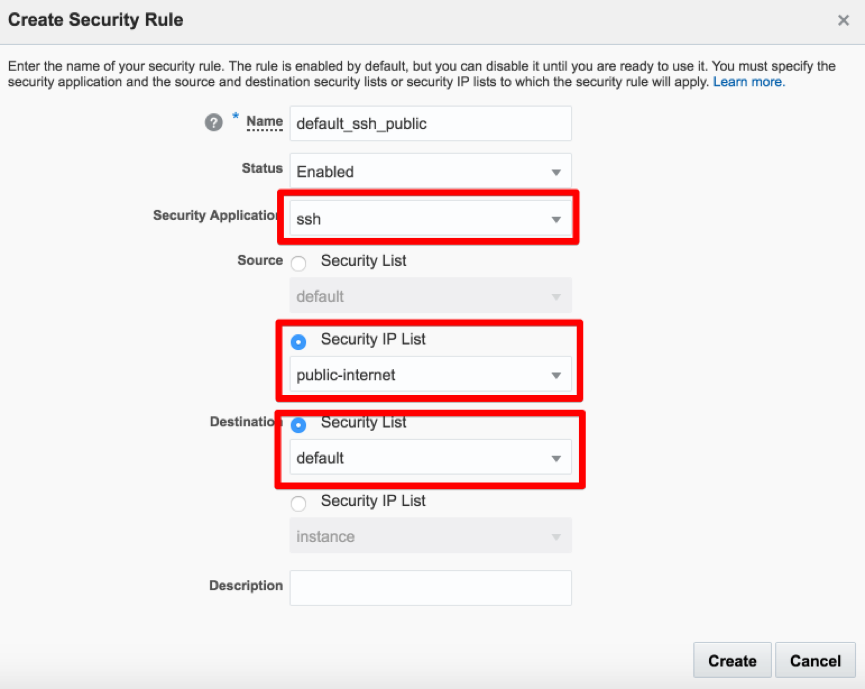 Create Security Rule ×
Enter the name of your security rule. The rule is enabled by default, but you can disable it until you are ready to use it. You must specify the
security application and the source and destination security lists or security IP lists to which the security rule will apply. Learn more.
? * Name default_ssh_public
Status Enabled
Security Application ssh
Source Security List
default
Security IP List
public-internet
Destination Security List
default
Security IP List
instance
Description
Create Cancel